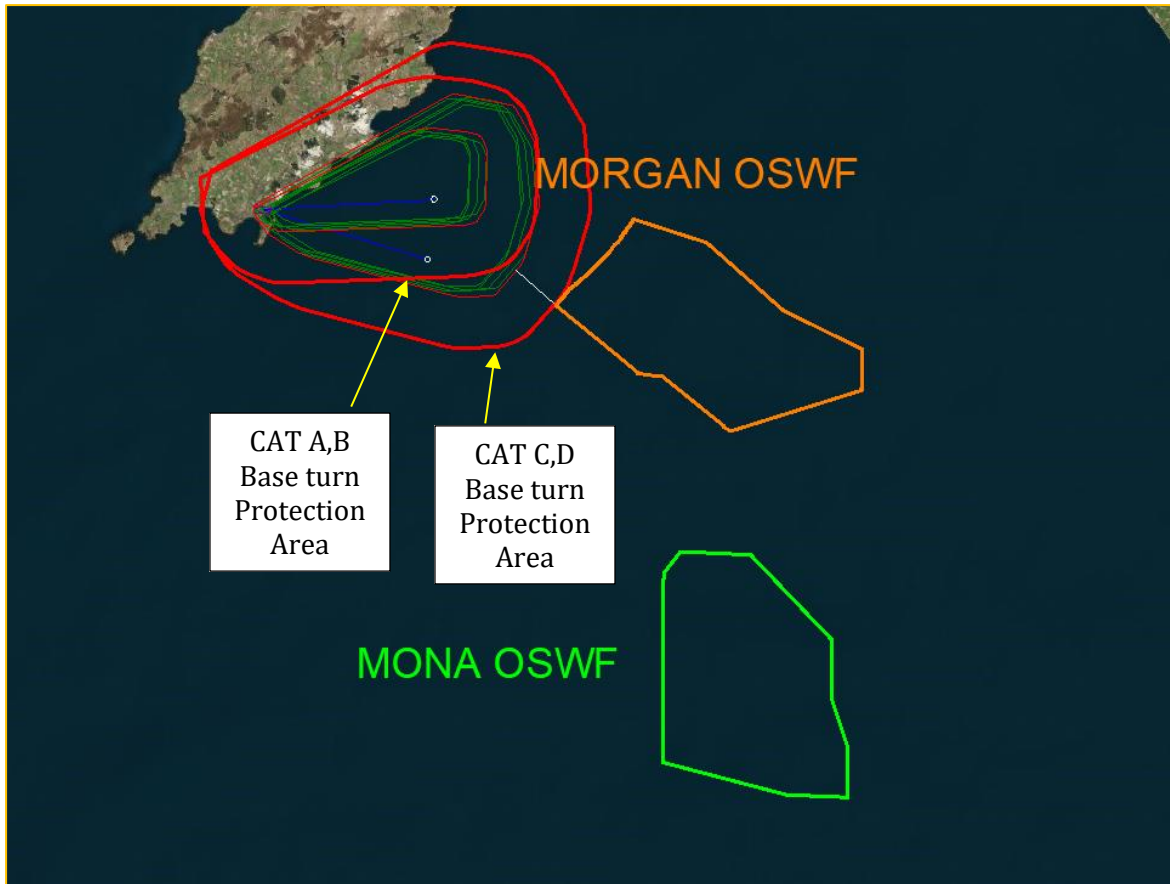 MORGAN OSWF
CAT A,B
Base turn
Protection
Area
CAT C,D
Base turn
Protection
Area
MONA OSWF